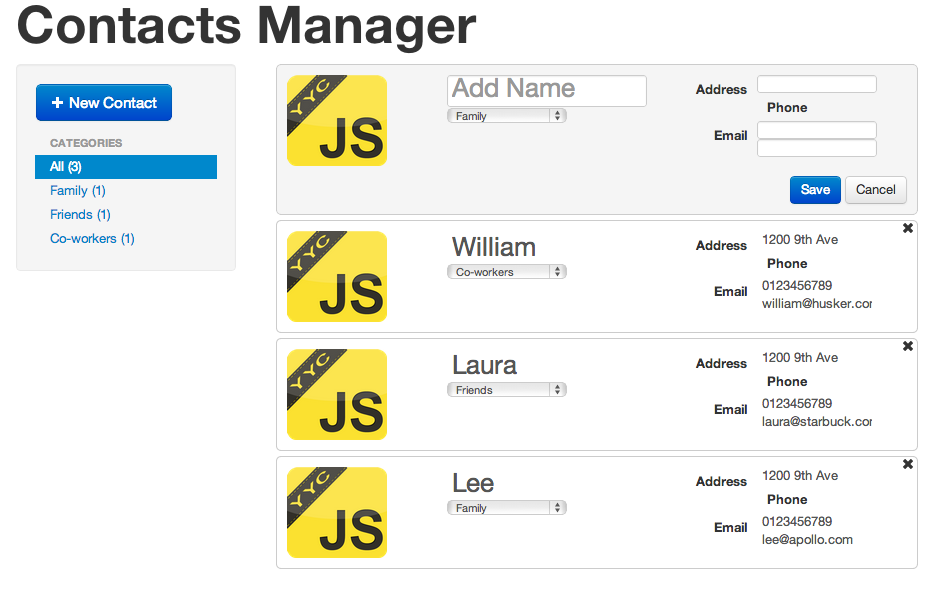 Contacts Manager
+ New Contact
CATEGORIES
All (3)
Family (1)
Friends (1)
Co-workers (1)
YYC
JS
Add Name
Family
Address
Phone
Email
Save
Cancel
YYC
JS
William
Co-workers
Address
1200 9th Ave
Phone
Email
0123456789
william@husker.cor
YYC
JS
Laura
Friends
Address
1200 9th Ave
Phone
Email
0123456789
laura@starbuck.cor
YYC
JS
Lee
Family
Address
1200 9th Ave
Phone
Email
0123456789
lee@apollo.com